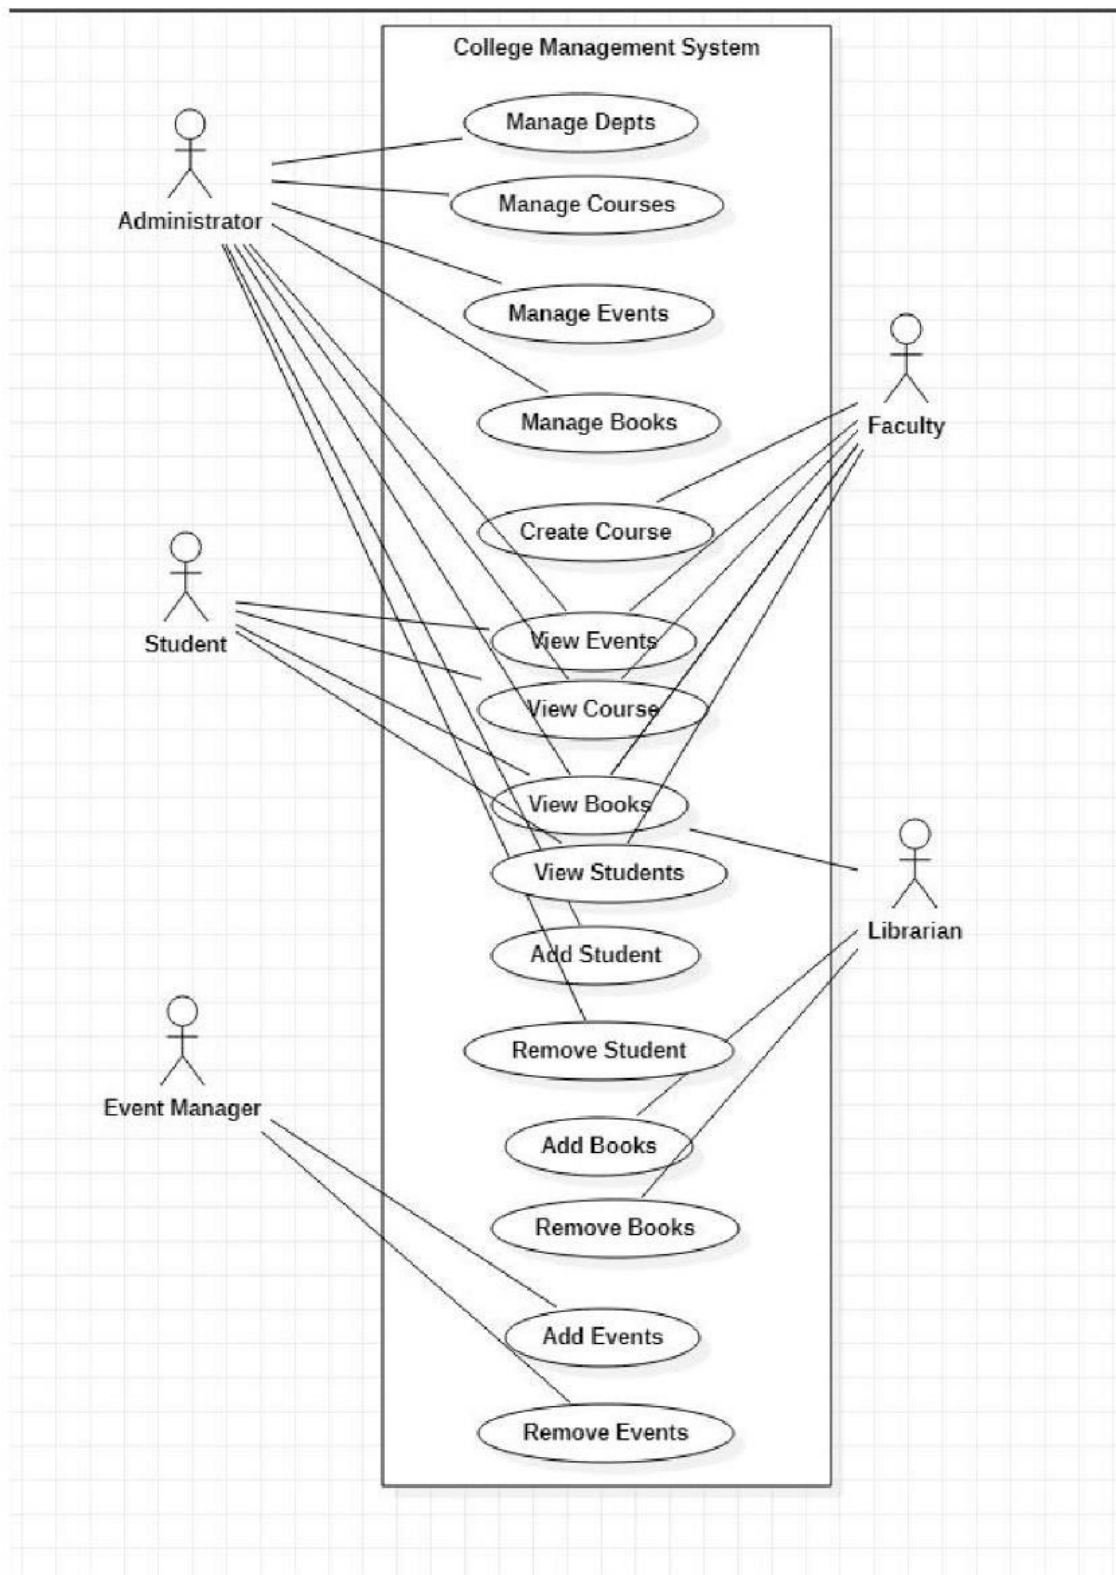 College Management System
Manage Depts
Manage Courses
Administrator
Manage Events
Manage Books
Faculty
Create Course
View Events
Student
View Course
View Books
View Students
Librarian
Add Student
Remove Student
Event Manager
Add Books
Remove Books
Add Events
Remove Events